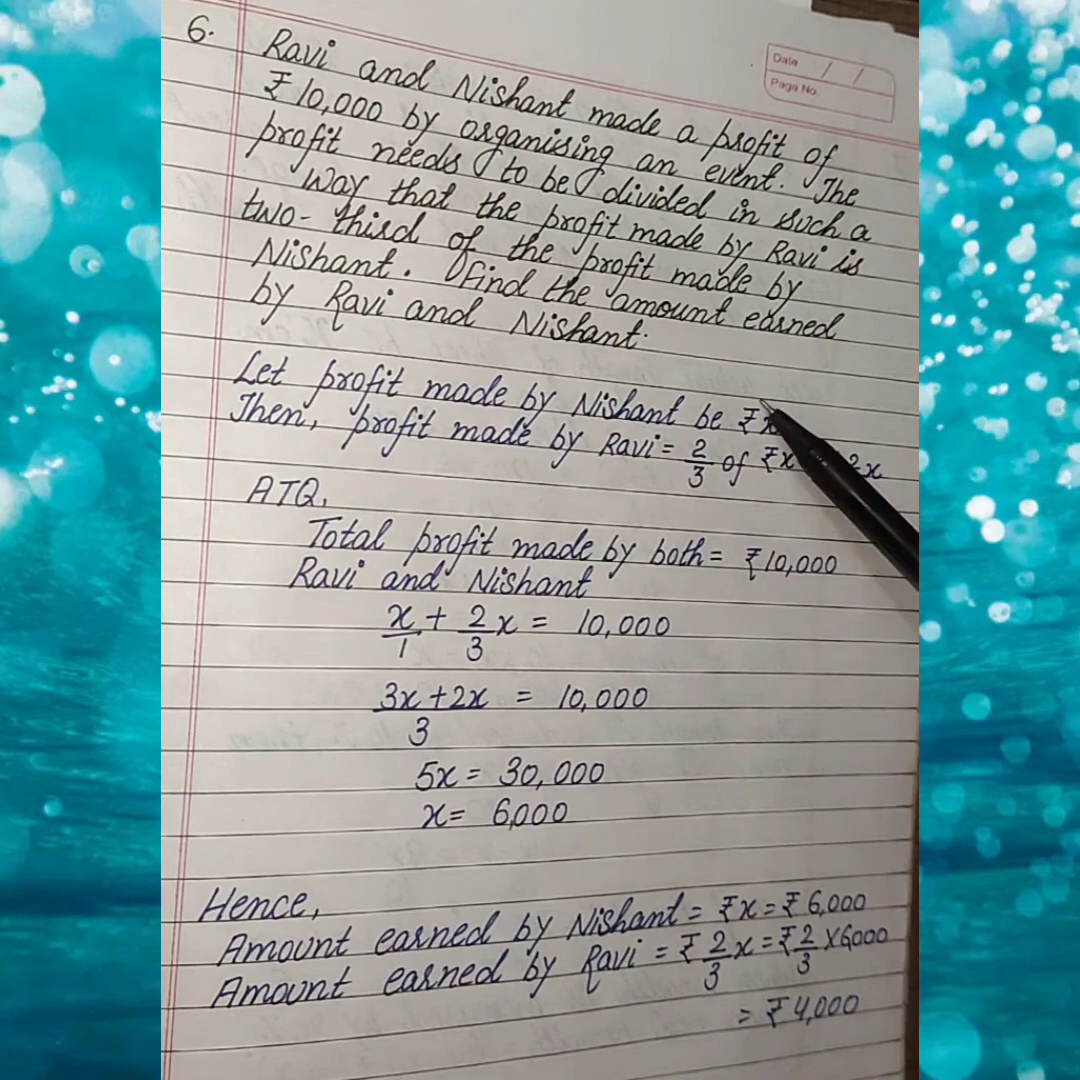 Date / /
Page No.
6. Ravi and Nishant made a profit of
₹10,000 by organising an event. The
profit needs to be divided in such a
way that the profit made by Ravi is
two-third of the profit made by
Nishant. Find the amount earned
by Ravi and Nishant.
Let profit made by Nishant be ₹x
Then, profit made by Ravi = 2/3 of ₹x 2x
ATQ,
Total profit made by both = ₹10,000
Ravi and Nishant
x/1 + 2/3 x = 10,000
3x+2x/3 = 10,000
5x = 30,000
x = 6,000
Hence,
Amount earned by Nishant = ₹x = ₹6,000
Amount earned by Ravi = ₹2/3 x = ₹2/3 × 6000
= ₹4,000